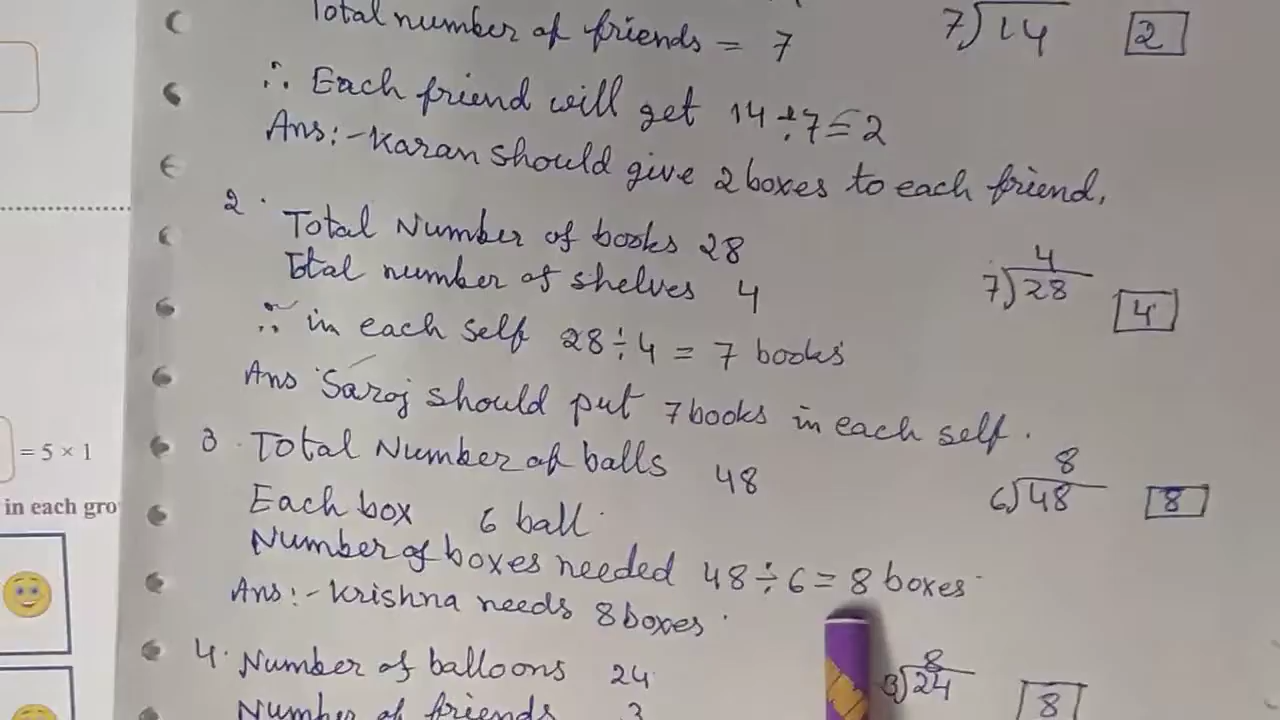 Total number of friends = 7
7)14 2
∴ Each friend will get 14÷7=2
Ans:- Karan should give 2 boxes to each friend.
2. Total Number of books 28
Total number of shelves 4
4
7)28 4
∴ in each self 28÷4 = 7 books
Ans Saroj should put 7 books in each self.
3. Total Number of balls 48
8
6)48 8
Each box 6 ball.
Number of boxes needed 48÷6=8 boxes
Ans:- Krishna needs 8 boxes.
4. Number of balloons 24
8
3)24 8
Number of friends 3
= 5 × 1
in each gro